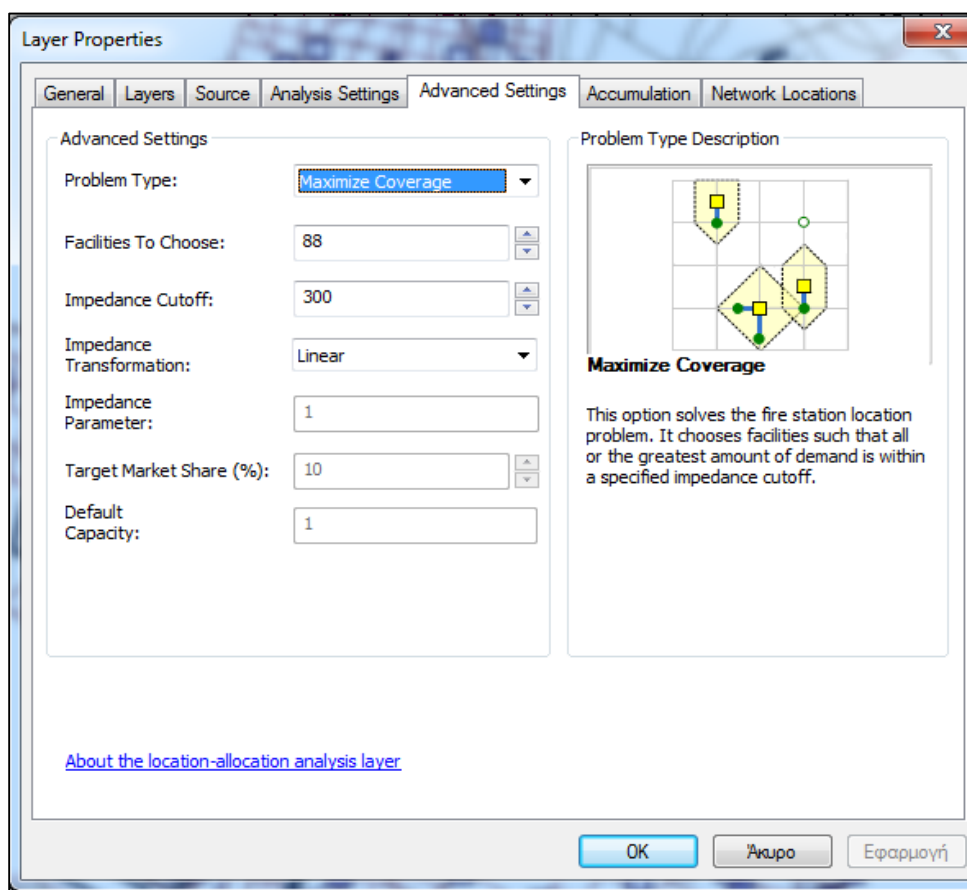 Layer Properties
General Layers Source Analysis Settings Advanced Settings Accumulation Network Locations
Advanced Settings
Problem Type:
Maximize Coverage
Facilities To Choose:
88
Impedance Cutoff:
300
Impedance
Transformation:
Linear
Impedance
Parameter:
1
Target Market Share (%):
10
Default
Capacity:
1
Problem Type Description
Maximize Coverage
This option solves the fire station location
problem. It chooses facilities such that all
or the greatest amount of demand is within
a specified impedance cutoff.
About the location-allocation analysis layer
OK Άκυρο Εφαρμογή